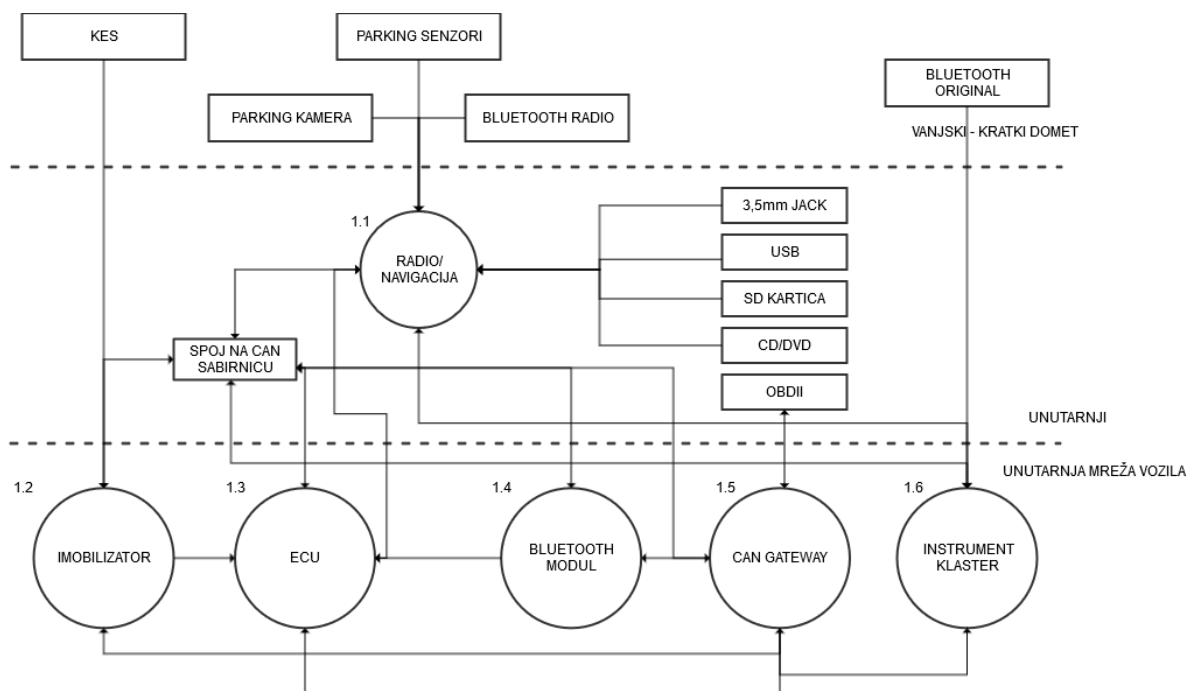 KES
PARKING SENZORI
BLUETOOTH
ORIGINAL
PARKING KAMERA
BLUETOOTH RADIO
VANJSKI - KRATKI DOMET
1.1
RADIO/
NAVIGACIJA
3,5mm JACK
USB
SD KARTICA
CD/DVD
OBDII
SPOJ NA CAN
SABIRNICU
UNUTARNJI
UNUTARNJA MREŽA VOZILA
1.2
IMOBILIZATOR
1.3
ECU
1.4
BLUETOOTH
MODUL
1.5
CAN GATEWAY
1.6
INSTRUMENT
KLASTER